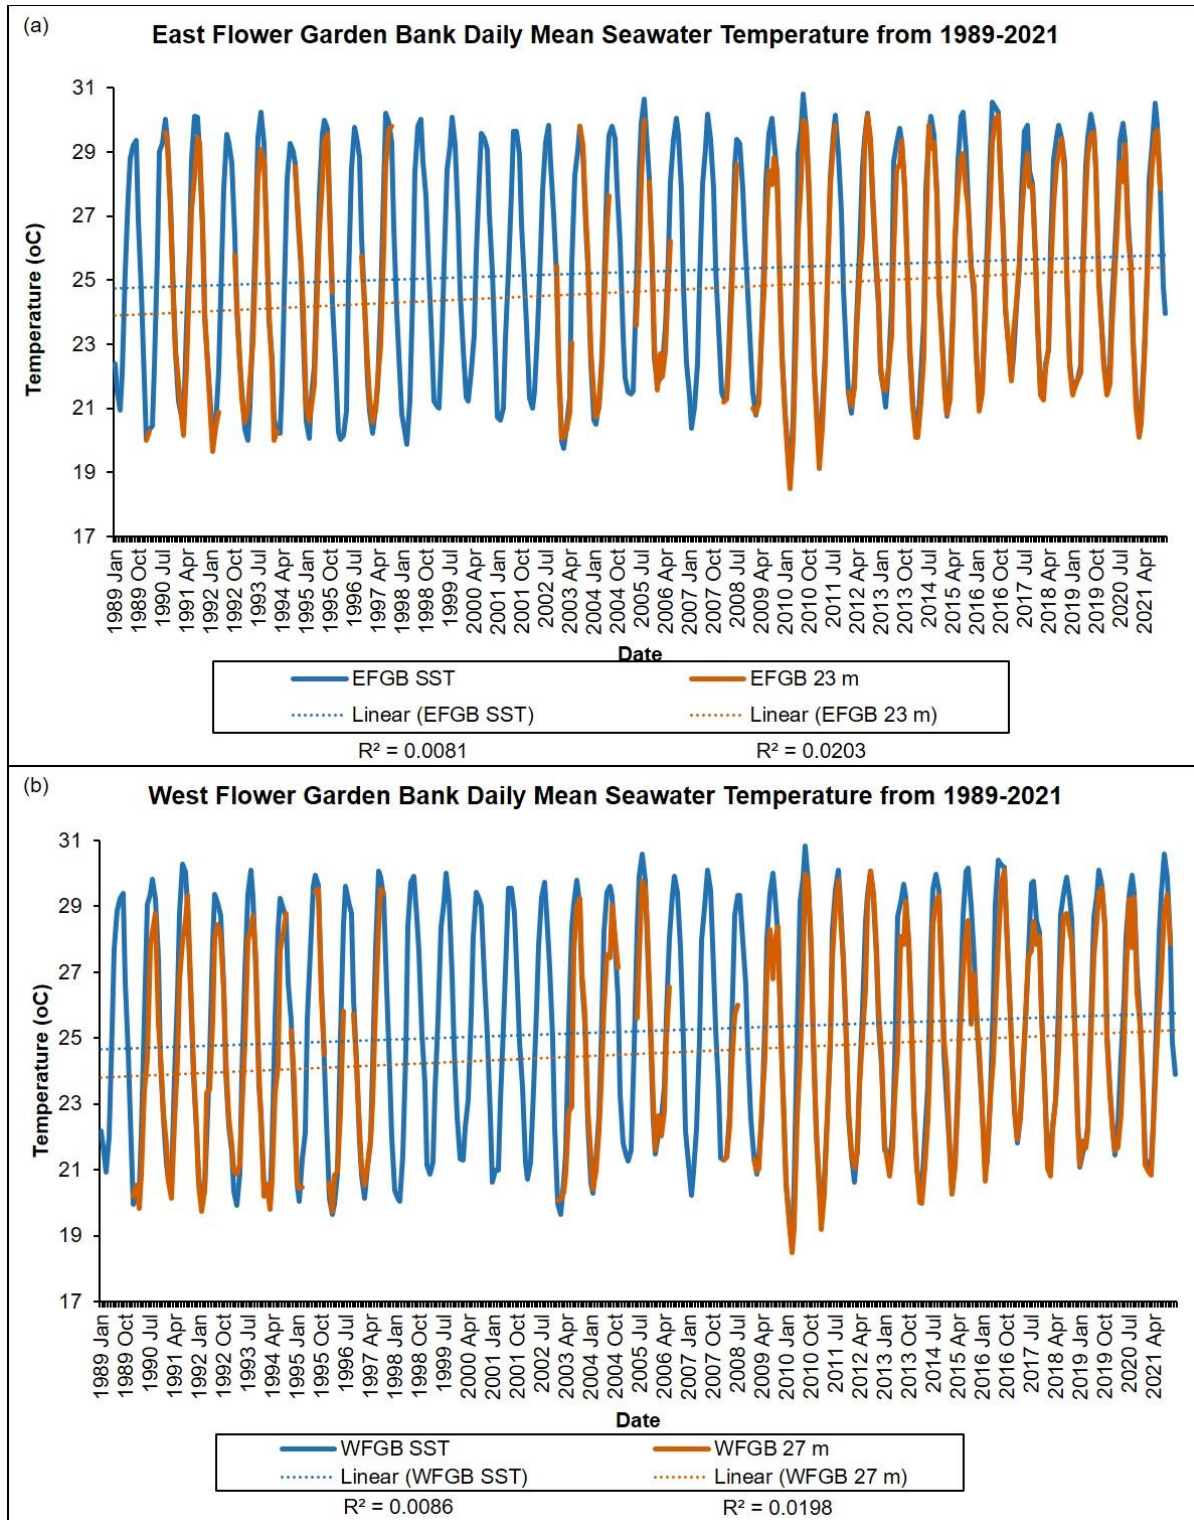 (a)
East Flower Garden Bank Daily Mean Seawater Temperature from 1989-2021
31
29
27
25
23
21
19
17
Temperature (oC)
1989 Jan
1989 Oct
1990 Jul
1991 Apr
1992 Jan
1992 Oct
1993 Jul
1994 Apr
1995 Jan
1995 Oct
1996 Jul
1997 Apr
1998 Jan
1998 Oct
1999 Jul
2000 Apr
2001 Jan
2001 Oct
2002 Jul
2003 Apr
2004 Jan
2004 Oct
2005 Jul
2006 Apr
2007 Jan
2007 Oct
2008 Jul
2009 Apr
2010 Jan
2010 Oct
2011 Jul
2012 Apr
2013 Jan
2013 Oct
2014 Jul
2015 Apr
2016 Jan
2016 Oct
2017 Jul
2018 Apr
2019 Jan
2019 Oct
2020 Jul
2021 Apr
Date
EFGB SST
EFGB 23 m
Linear (EFGB SST)
Linear (EFGB 23 m)
R² = 0.0081
R² = 0.0203
(b)
West Flower Garden Bank Daily Mean Seawater Temperature from 1989-2021
31
29
27
25
23
21
19
17
Temperature (oC)
1989 Jan
1989 Oct
1990 Jul
1991 Apr
1992 Jan
1992 Oct
1993 Jul
1994 Apr
1995 Jan
1995 Oct
1996 Jul
1997 Apr
1998 Jan
1998 Oct
1999 Jul
2000 Apr
2001 Jan
2001 Oct
2002 Jul
2003 Apr
2004 Jan
2004 Oct
2005 Jul
2006 Apr
2007 Jan
2007 Oct
2008 Jul
2009 Apr
2010 Jan
2010 Oct
2011 Jul
2012 Apr
2013 Jan
2013 Oct
2014 Jul
2015 Apr
2016 Jan
2016 Oct
2017 Jul
2018 Apr
2019 Jan
2019 Oct
2020 Jul
2021 Apr
Date
WFGB SST
WFGB 27 m
Linear (WFGB SST)
Linear (WFGB 27 m)
R² = 0.0086
R² = 0.0198